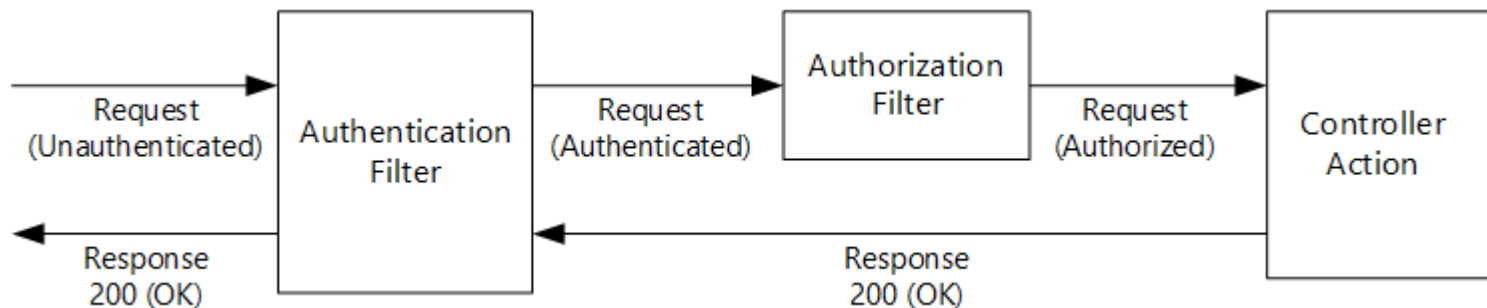 Request
(Unauthenticated)
Authentication
Filter
Request
(Authenticated)
Authorization
Filter
Request
(Authorized)
Controller
Action
Response
200 (OK)
Response
200 (OK)